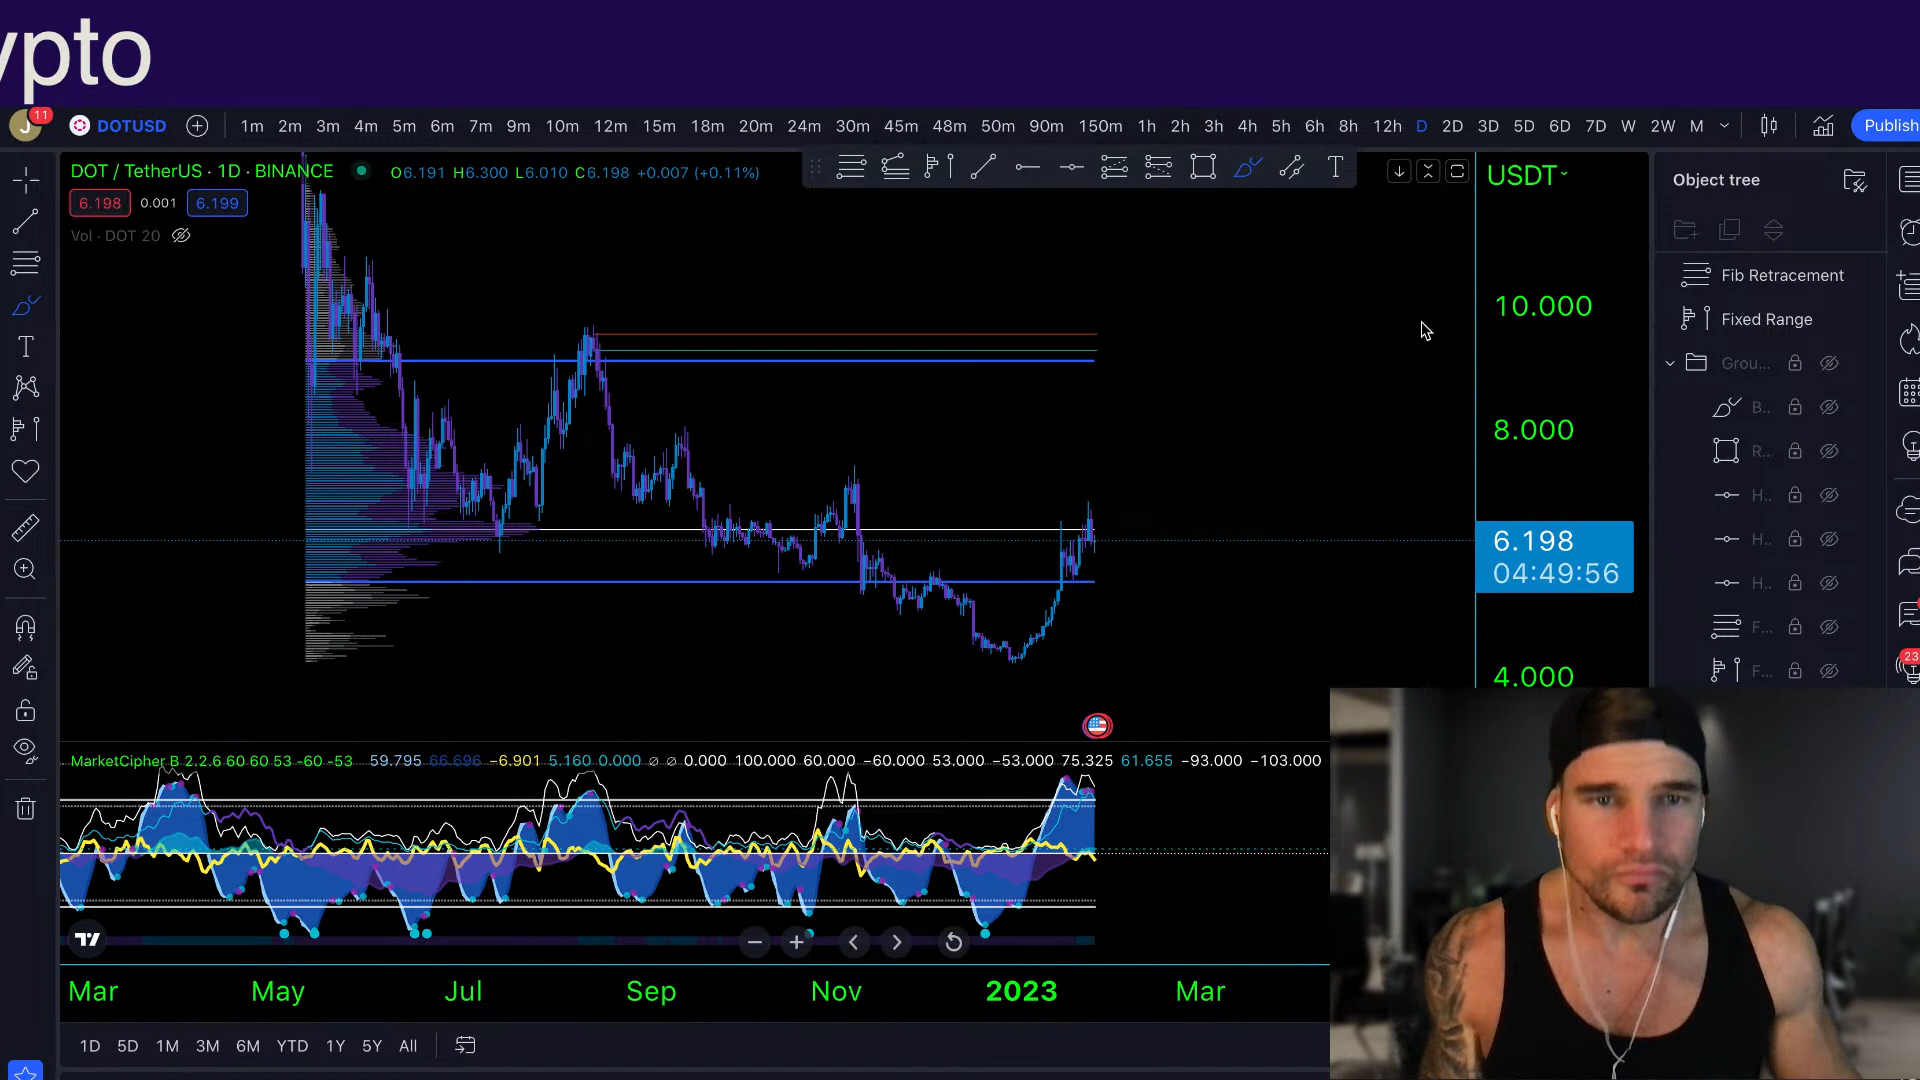 ypto
J 11 DOTUSD 1m 2m 3m 4m 5m 6m 7m 9m 10m 12m 15m 18m 20m 24m 30m 45m 48m 50m 90m 150m 1h 2h 3h 4h 5h 6h 8h 12h D 2D 3D 5D 6D 7D W 2W M Publish
DOT / TetherUS · 1D · BINANCE O6.191 H6.300 L6.010 C6.198 +0.007 (+0.11%)
USDT
Object tree
6.198 0.001 6.199
Vol · DOT 20
Fib Retracement
10.000
Fixed Range
Grou...
B..
8.000
R...
H..
H..
6.198
04:49:56
H..
F...
F...
23
4.000
MarketCipher B 2.2.6 60 60 53 -60 -53 59.795 66.696 −6.901 5.160 0.000 ∅ ∅ 0.000 100.000 60.000 −60.000 53.000 −53.000 75.325 61.655 −93.000 −103.000
Mar May Jul Sep Nov 2023 Mar
1D 5D 1M 3M 6M YTD 1Y 5Y All